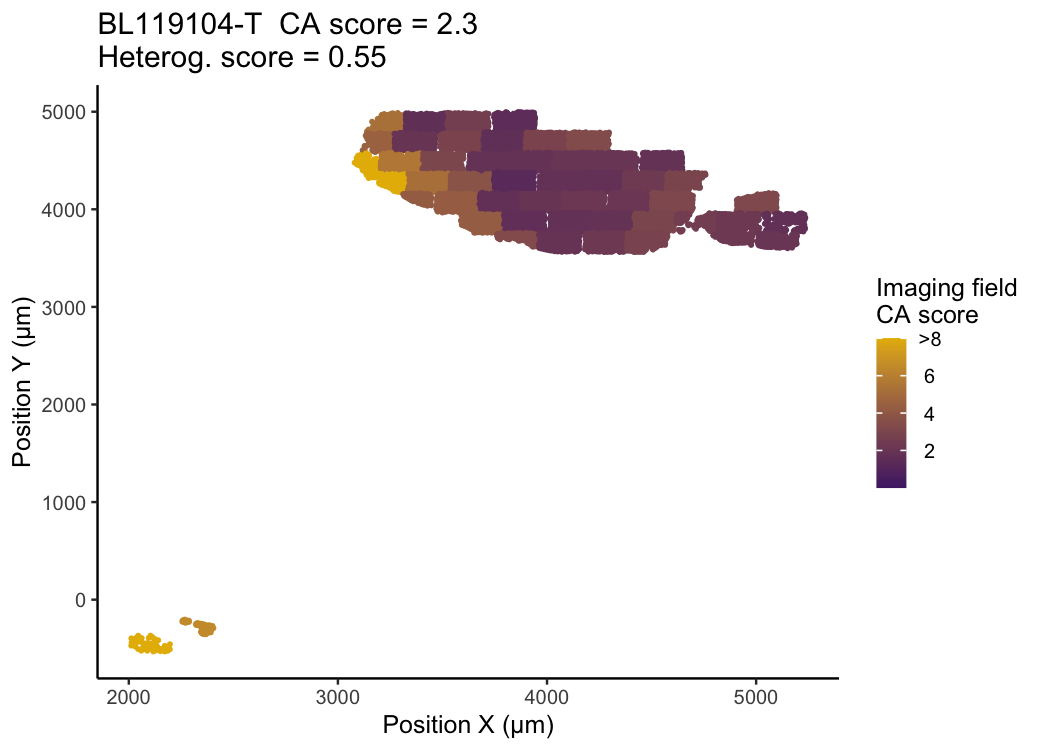 BL119104-T  CA score = 2.3
Heterog. score = 0.55
5000
4000
3000
2000
1000
0
Position Y (μm)
2000
3000
4000
5000
Position X (μm)
Imaging field
CA score
>8
6
4
2